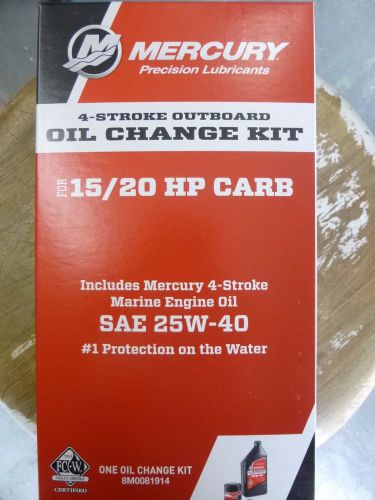 MERCURY
Precision Lubricants
4-STROKE OUTBOARD
OIL CHANGE KIT
FOR 15/20 HP CARB
Includes Mercury 4-Stroke
Marine Engine Oil
SAE 25W-40
#1 Protection on the Water
FC-W
CERTIFIED
ONE OIL CHANGE KIT
8M0081914